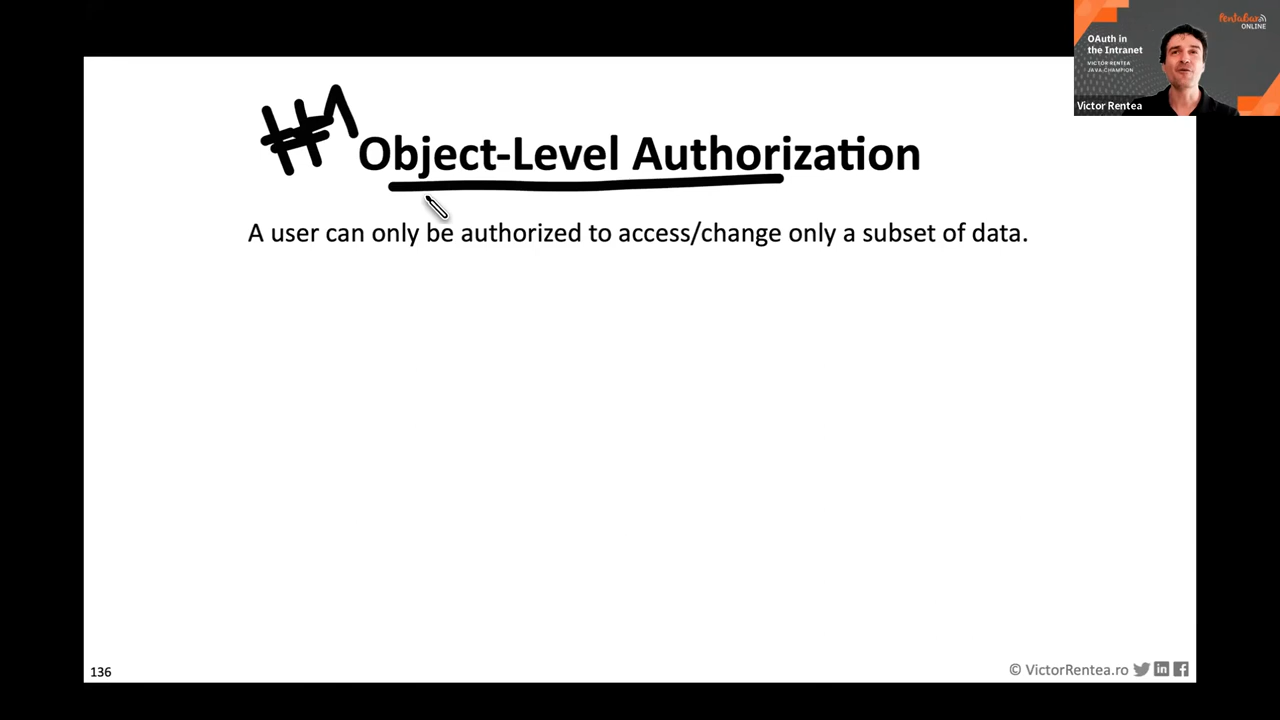 #1
Object-Level Authorization
A user can only be authorized to access/change only a subset of data.
136
© VictorRentea.ro
OAuth in
the Intranet
VICTOR RENTEA
JAVA CHAMPION
Pentabar
ONLINE
Victor Rentea